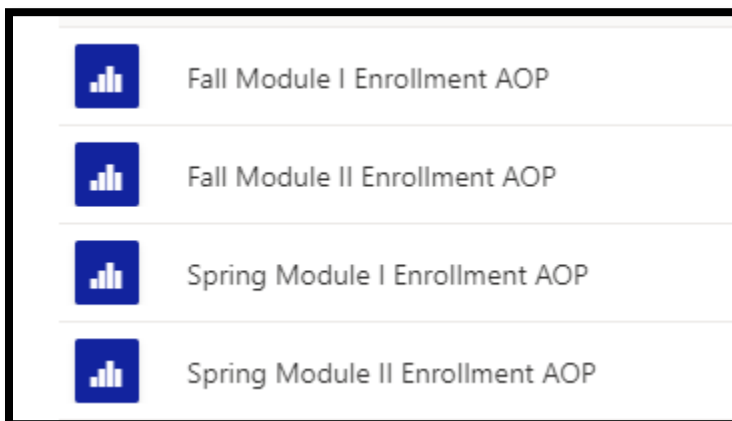 Fall Module I Enrollment AOP
Fall Module II Enrollment AOP
Spring Module I Enrollment AOP
Spring Module II Enrollment AOP